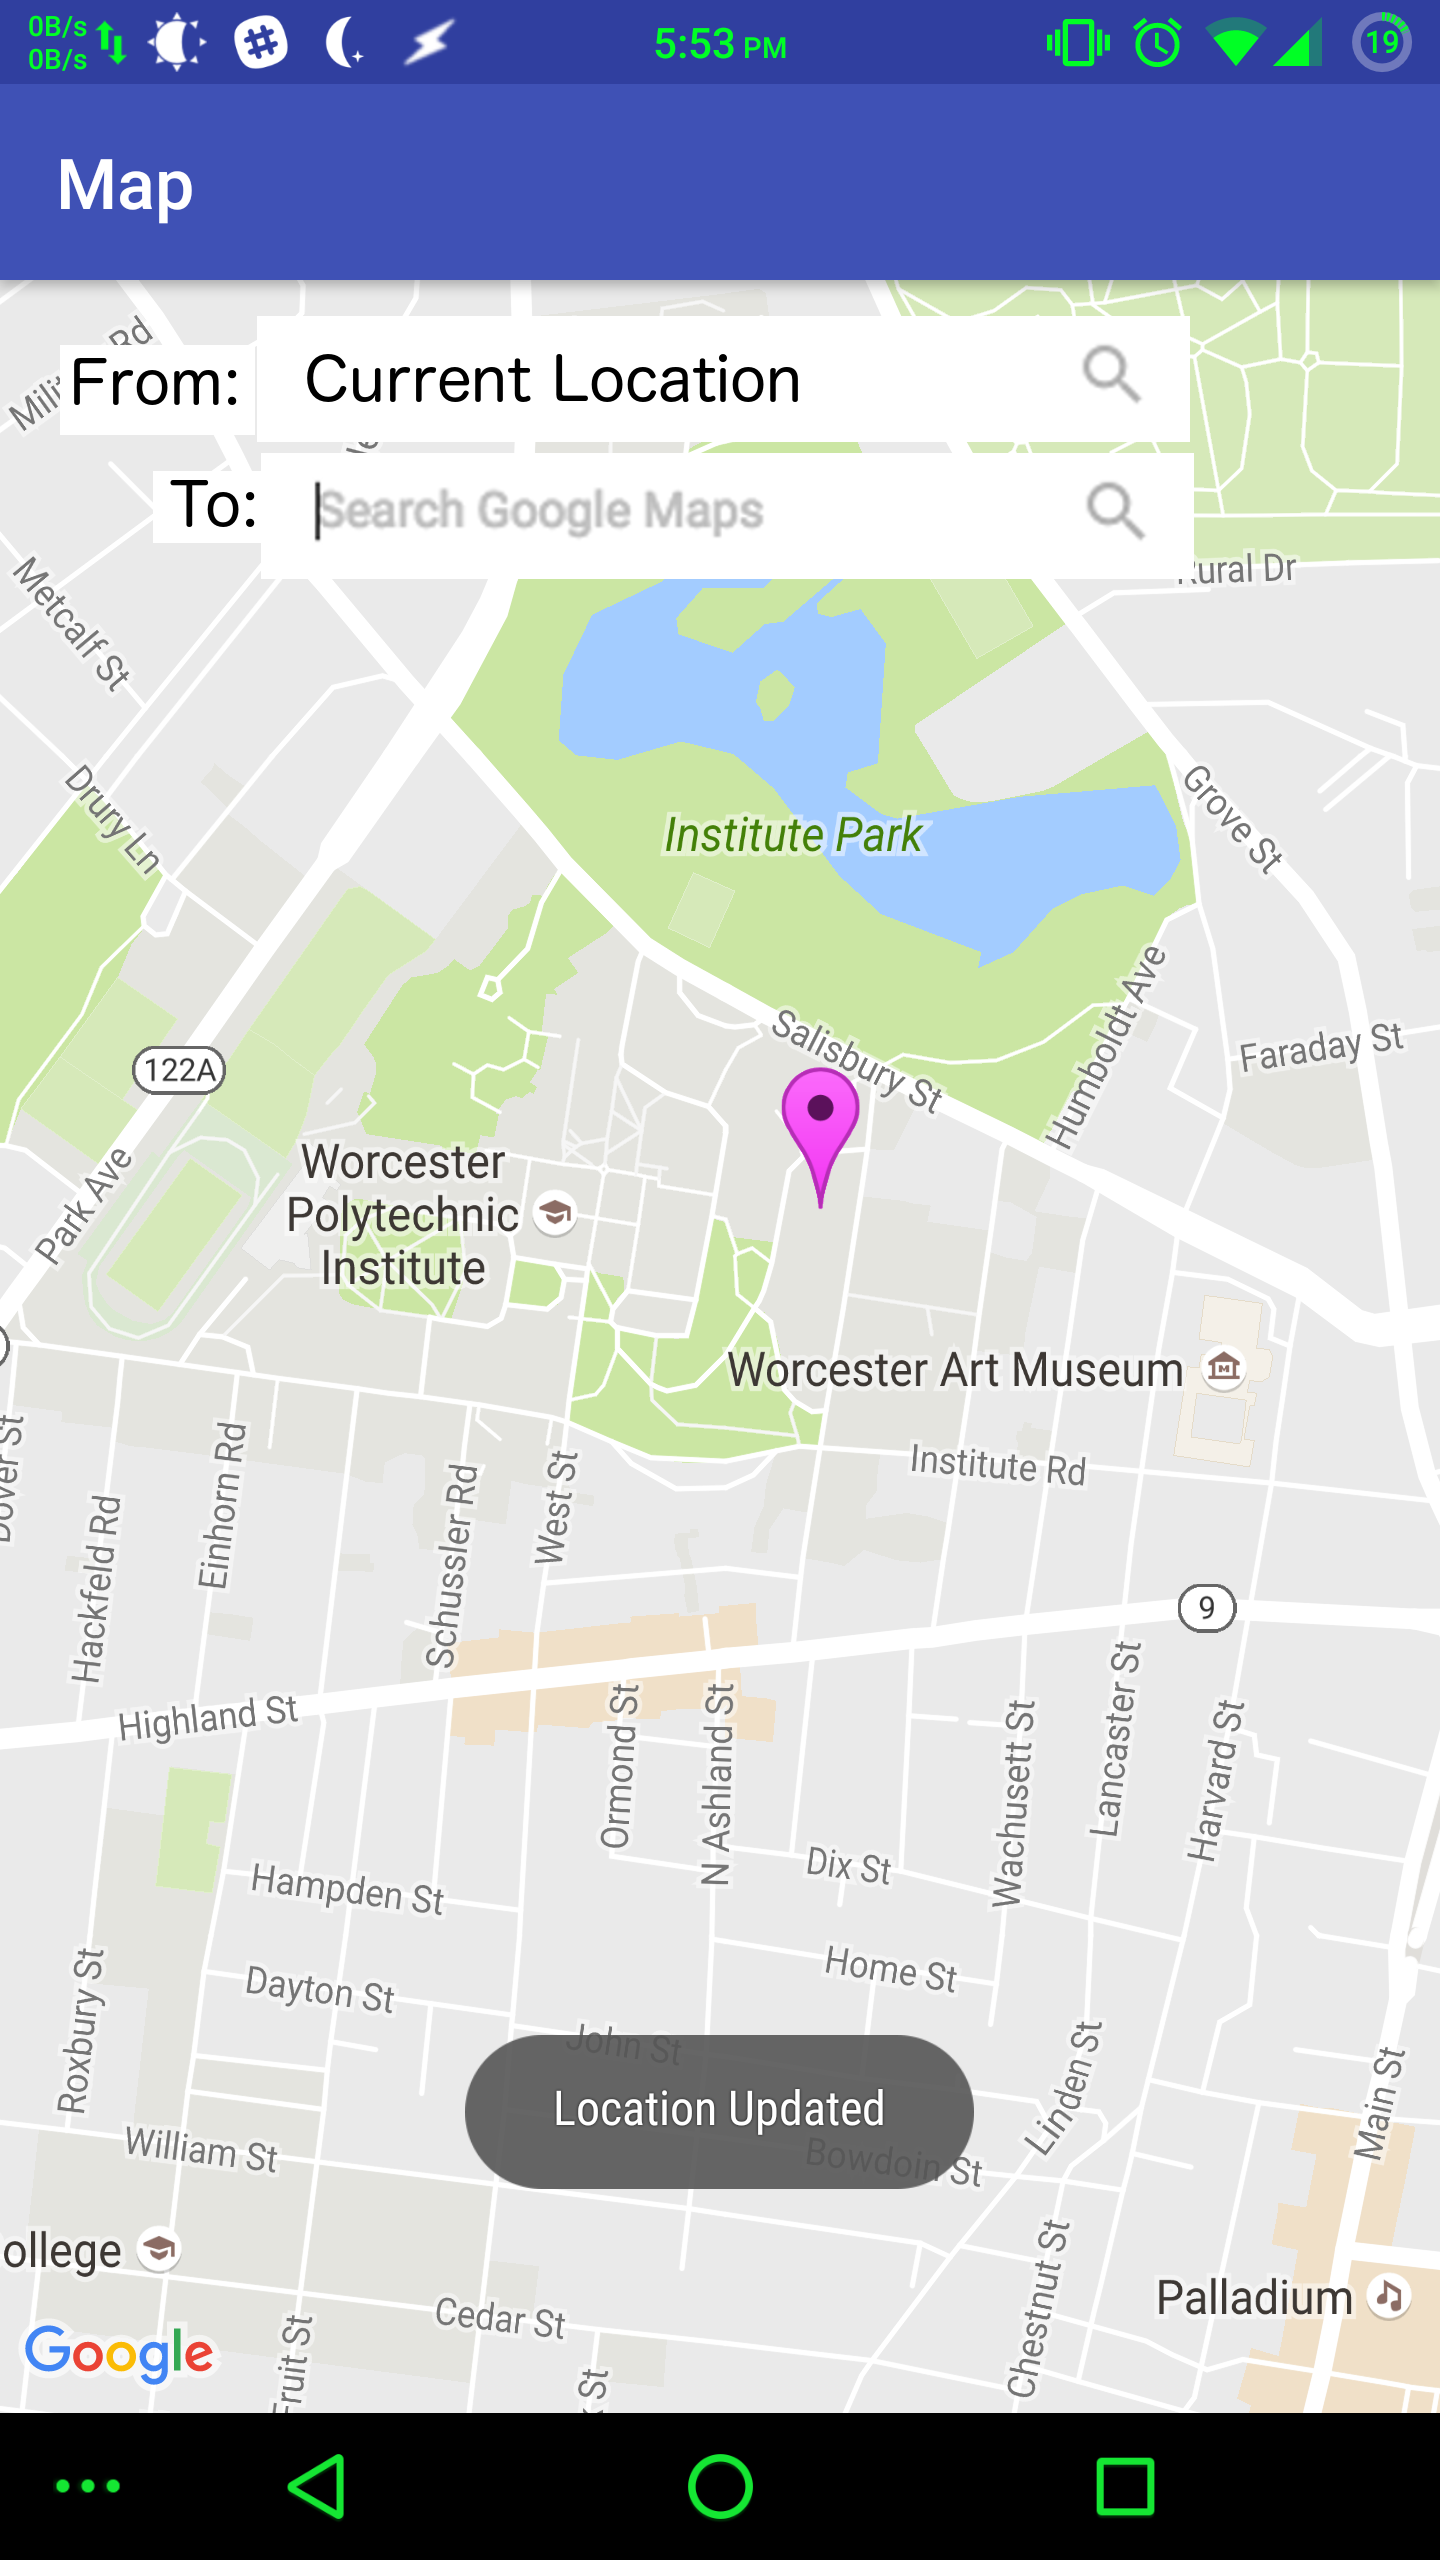 0B/s
0B/s
5:53 PM
19
Map
Rd
From: Current Location
To: Search Google Maps
Rural Dr
Metcalf St
Drury Ln
Grove St
Institute Park
Humboldt Ave
Salisbury St
Faraday St
122A
Park Ave
Worcester
Polytechnic
Institute
Worcester Art Museum
Dover St
Einhorn Rd
Hackfeld Rd
Schussler Rd
West St
Institute Rd
9
Highland St
Ormond St
N Ashland St
Wachusett St
Lancaster St
Harvard St
Dix St
Hampden St
Home St
Dayton St
Roxbury St
John St
Linden St
Main St
Location Updated
William St
Bowdoin St
ollege
Chestnut St
Palladium
Cedar St
Fruit St
St
Google